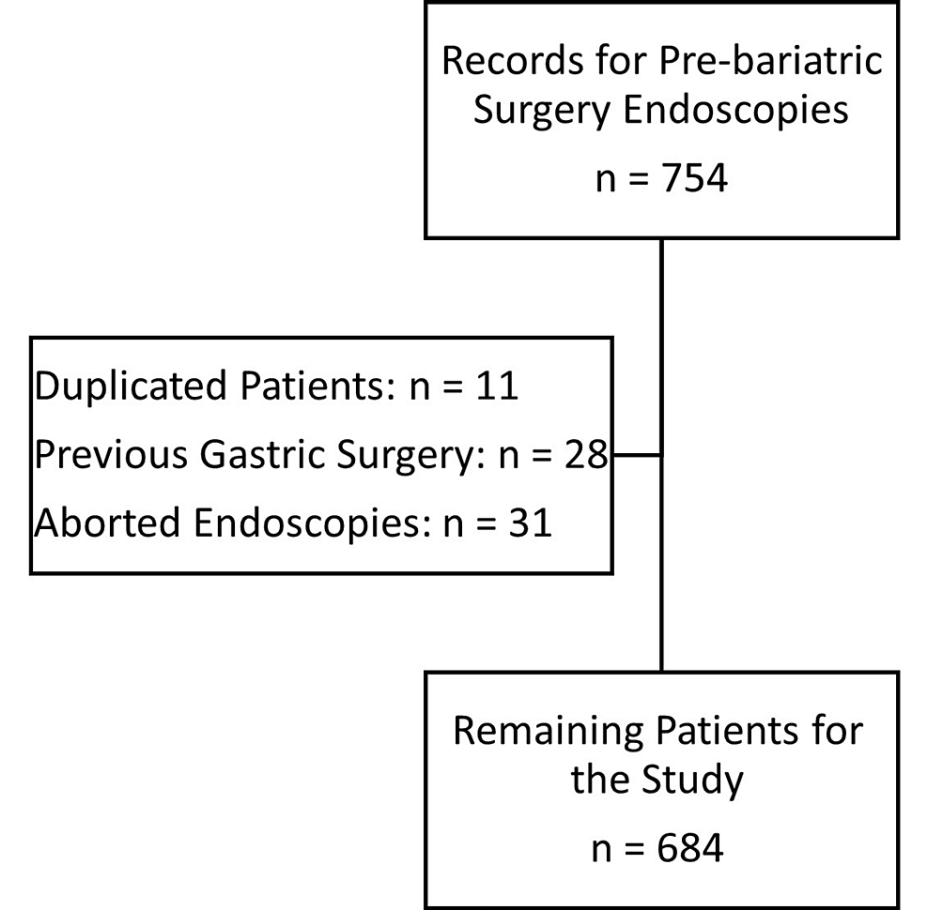 Records for Pre-bariatric
Surgery Endoscopies
n = 754
Duplicated Patients: n = 11
Previous Gastric Surgery: n = 28
Aborted Endoscopies: n = 31
Remaining Patients for
the Study
n = 684